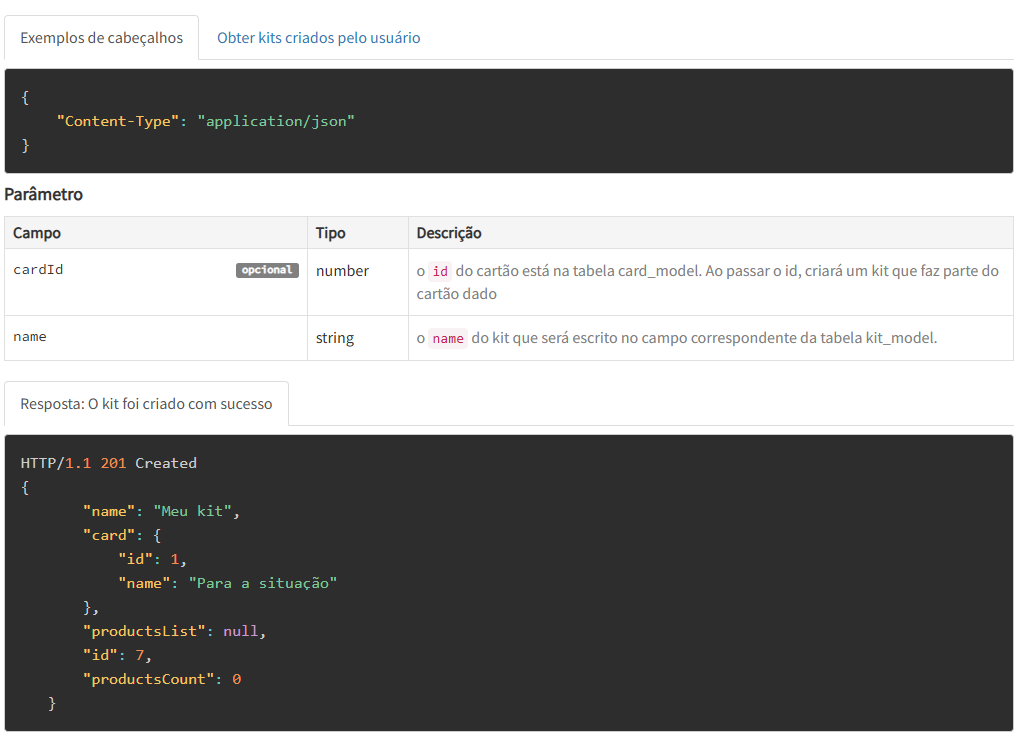 Exemplos de cabeçalhos Obter kits criados pelo usuário
{
"Content-Type": "application/json"
}
Parâmetro
Campo Tipo Descrição
cardId opcional number o id do cartão está na tabela card_model. Ao passar o id, criará um kit que faz parte do
cartão dado
name string o name do kit que será escrito no campo correspondente da tabela kit_model.
Resposta: O kit foi criado com sucesso
HTTP/1.1 201 Created
{
"name": "Meu kit",
"card": {
"id": 1,
"name": "Para a situação"
},
"productsList": null,
"id": 7,
"productsCount": 0
}